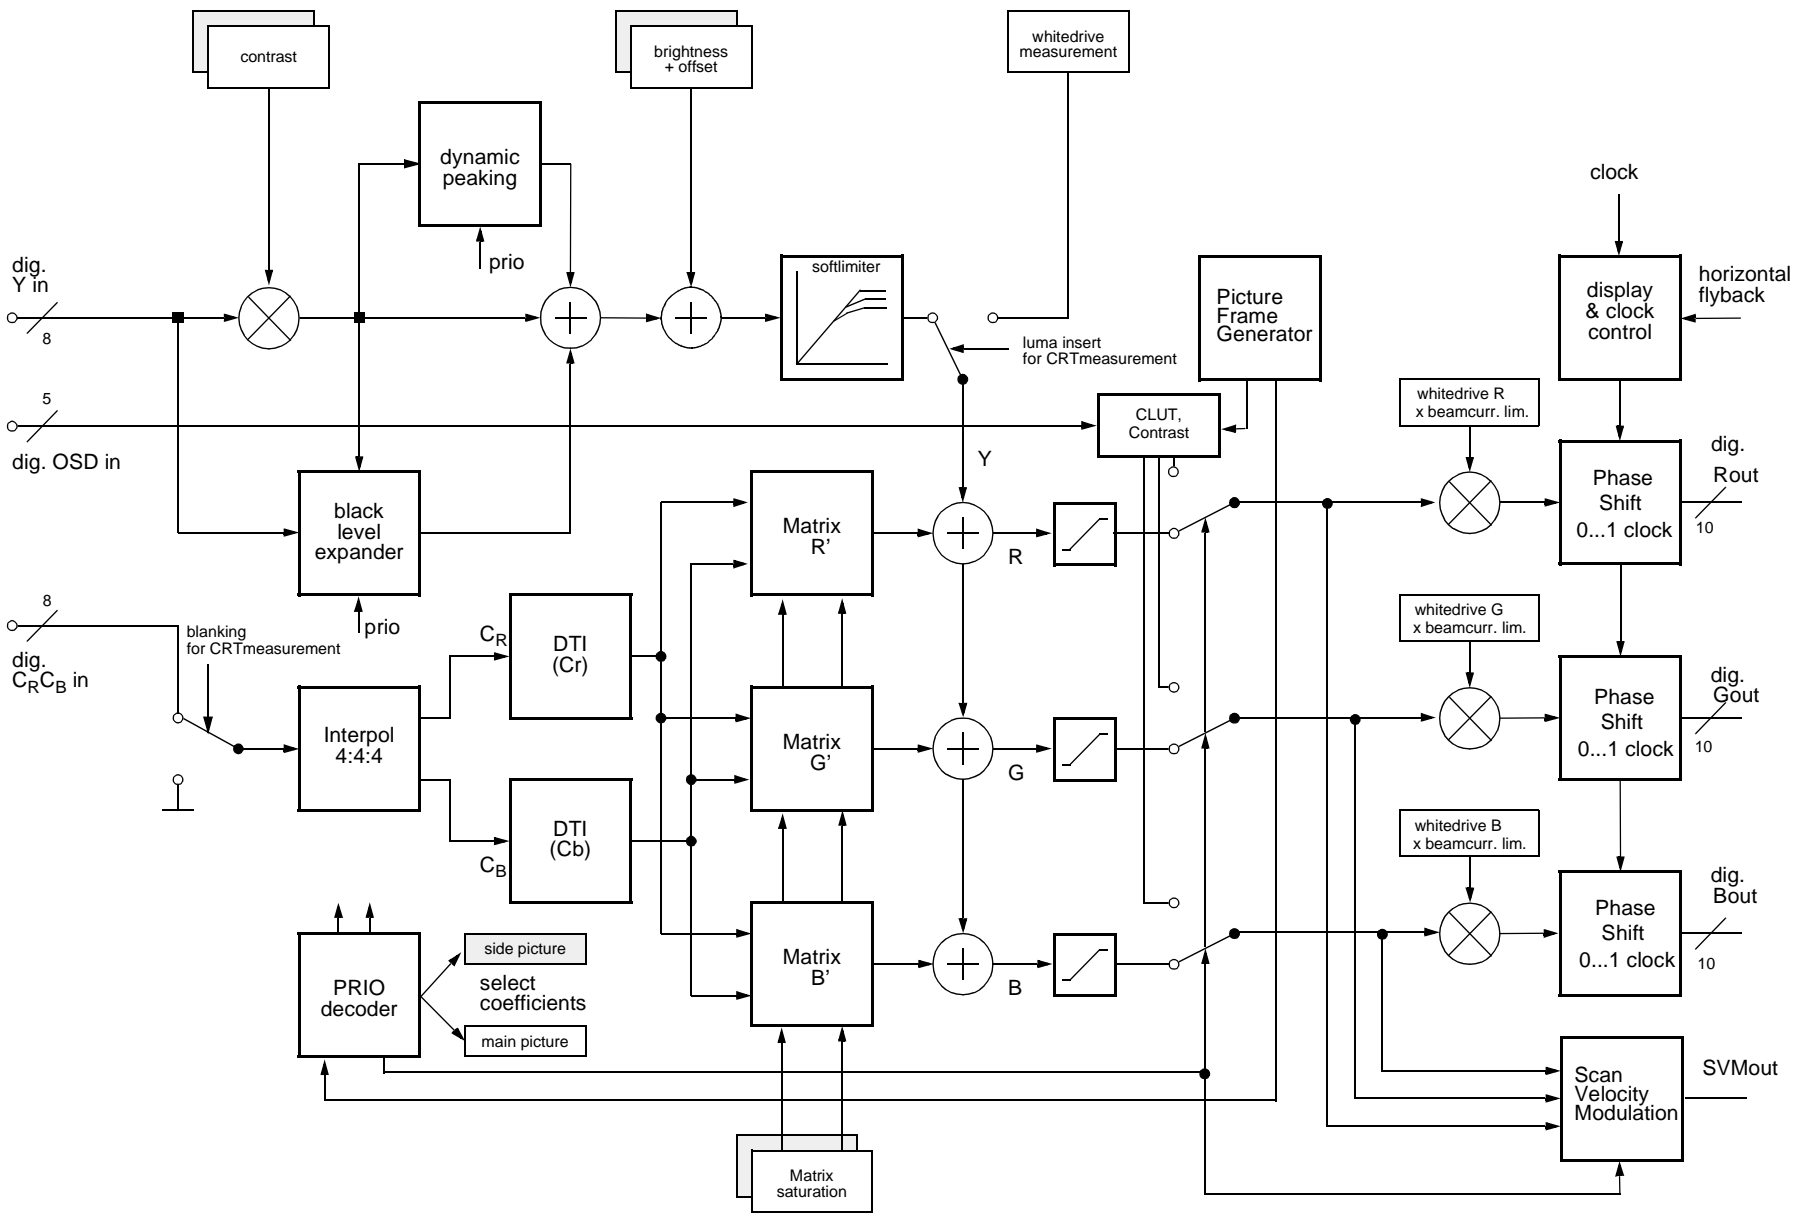 contrast
brightness
+ offset
whitedrive
measurement
dynamic
peaking
prio
clock
dig.
Y in
8
softlimiter
luma insert
for CRTmeasurement
Picture
Frame
Generator
display
& clock
control
horizontal
flyback
5
dig. OSD in
CLUT,
Contrast
Y
whitedrive R
x beamcurr. lim.
Phase
Shift
0...1 clock
dig.
Rout
10
black
level
expander
prio
Matrix
R’
R
8
dig.
CRCB in
blanking
for CRTmeasurement
Interpol
4:4:4
CR
DTI
(Cr)
CB
DTI
(Cb)
Matrix
G’
G
whitedrive G
x beamcurr. lim.
Phase
Shift
0...1 clock
dig.
Gout
10
whitedrive B
x beamcurr. lim.
Phase
Shift
0...1 clock
dig.
Bout
10
PRIO
decoder
side picture
select
coefficients
main picture
Matrix
B’
B
Scan
Velocity
Modulation
SVMout
Matrix
saturation